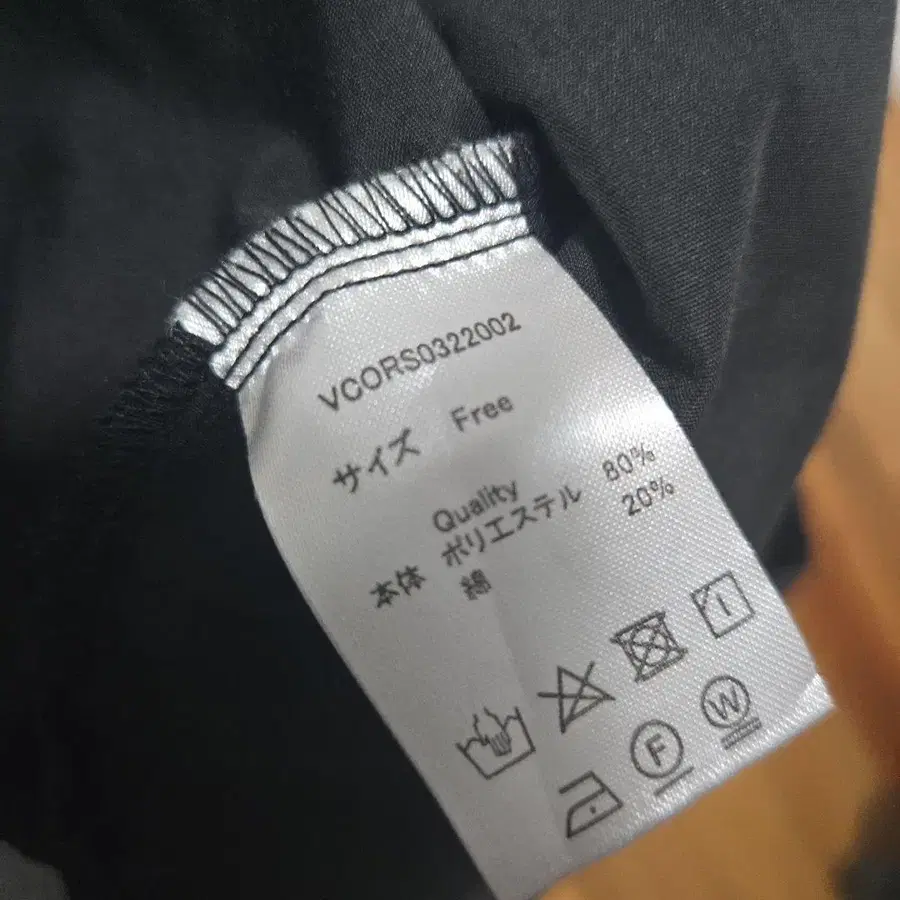 VCORS0322002
サイズ Free
Quality
本体 ポリエステル 80%
綿 20%
F
W